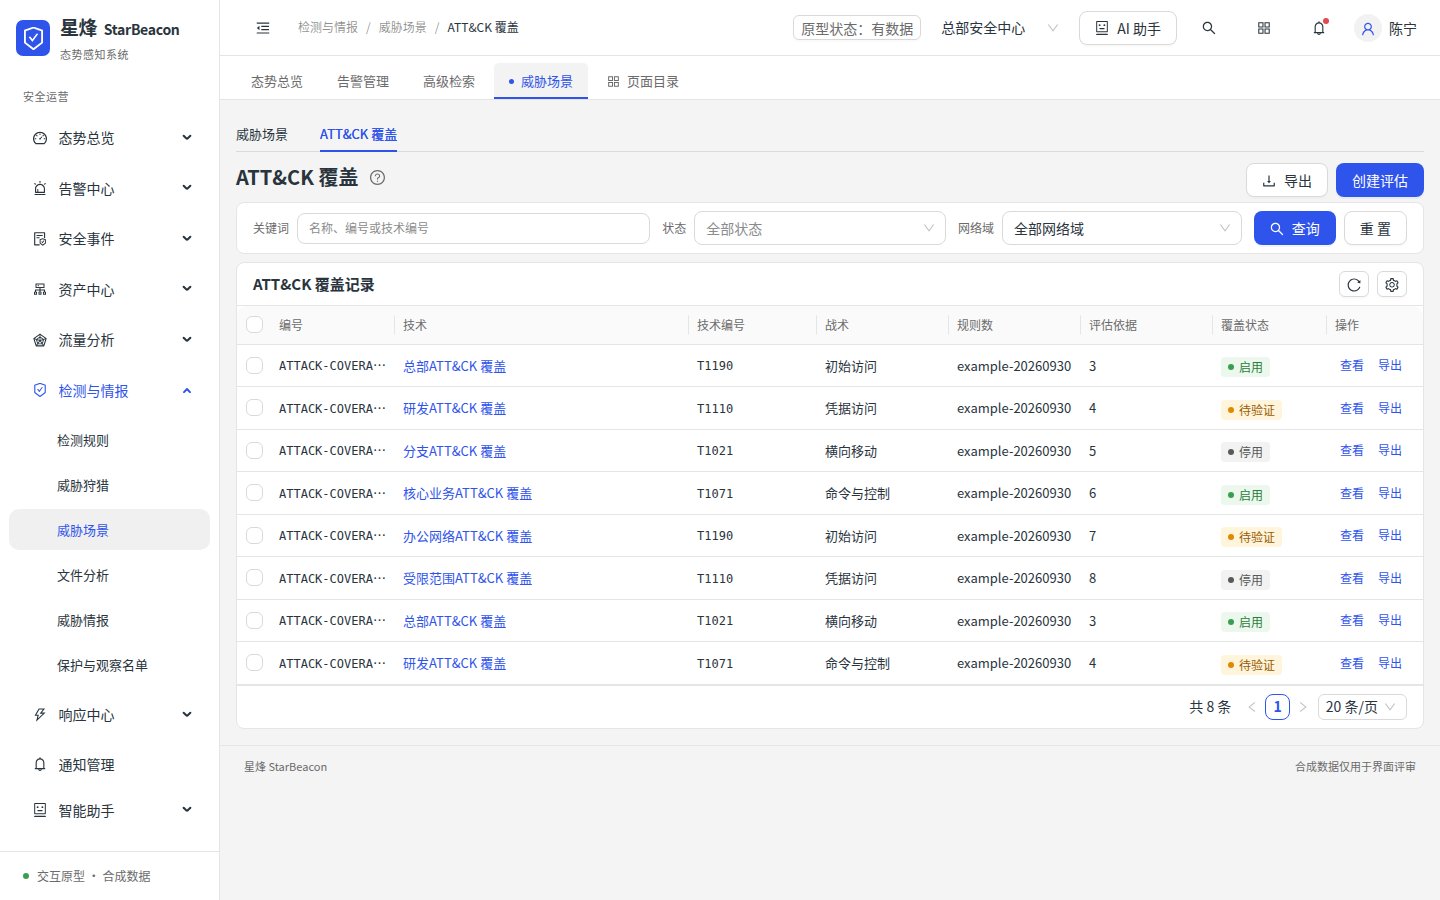 星烽 StarBeacon
态势感知系统
安全运营
态势总览
告警中心
安全事件
资产中心
流量分析
检测与情报
检测规则
威胁狩猎
威胁场景
文件分析
威胁情报
保护与观察名单
响应中心
通知管理
智能助手
交互原型 · 合成数据
检测与情报 / 威胁场景 / ATT&CK 覆盖
原型状态：有数据
总部安全中心
AI 助手
陈宁
态势总览
告警管理
高级检索
威胁场景
页面目录
威胁场景
ATT&CK 覆盖
ATT&CK 覆盖
导出
创建评估
关键词 名称、编号或技术编号
状态 全部状态
网络域 全部网络域
查询
重 置
ATT&CK 覆盖记录
编号 技术 技术编号 战术 规则数 评估依据 覆盖状态 操作
ATTACK-COVERA··· 总部ATT&CK 覆盖 T1190 初始访问 example-20260930 3 启用 查看 导出
ATTACK-COVERA··· 研发ATT&CK 覆盖 T1110 凭据访问 example-20260930 4 待验证 查看 导出
ATTACK-COVERA··· 分支ATT&CK 覆盖 T1021 横向移动 example-20260930 5 停用 查看 导出
ATTACK-COVERA··· 核心业务ATT&CK 覆盖 T1071 命令与控制 example-20260930 6 启用 查看 导出
ATTACK-COVERA··· 办公网络ATT&CK 覆盖 T1190 初始访问 example-20260930 7 待验证 查看 导出
ATTACK-COVERA··· 受限范围ATT&CK 覆盖 T1110 凭据访问 example-20260930 8 停用 查看 导出
ATTACK-COVERA··· 总部ATT&CK 覆盖 T1021 横向移动 example-20260930 3 启用 查看 导出
ATTACK-COVERA··· 研发ATT&CK 覆盖 T1071 命令与控制 example-20260930 4 待验证 查看 导出
共 8 条 1 20 条/页
星烽 StarBeacon
合成数据仅用于界面评审